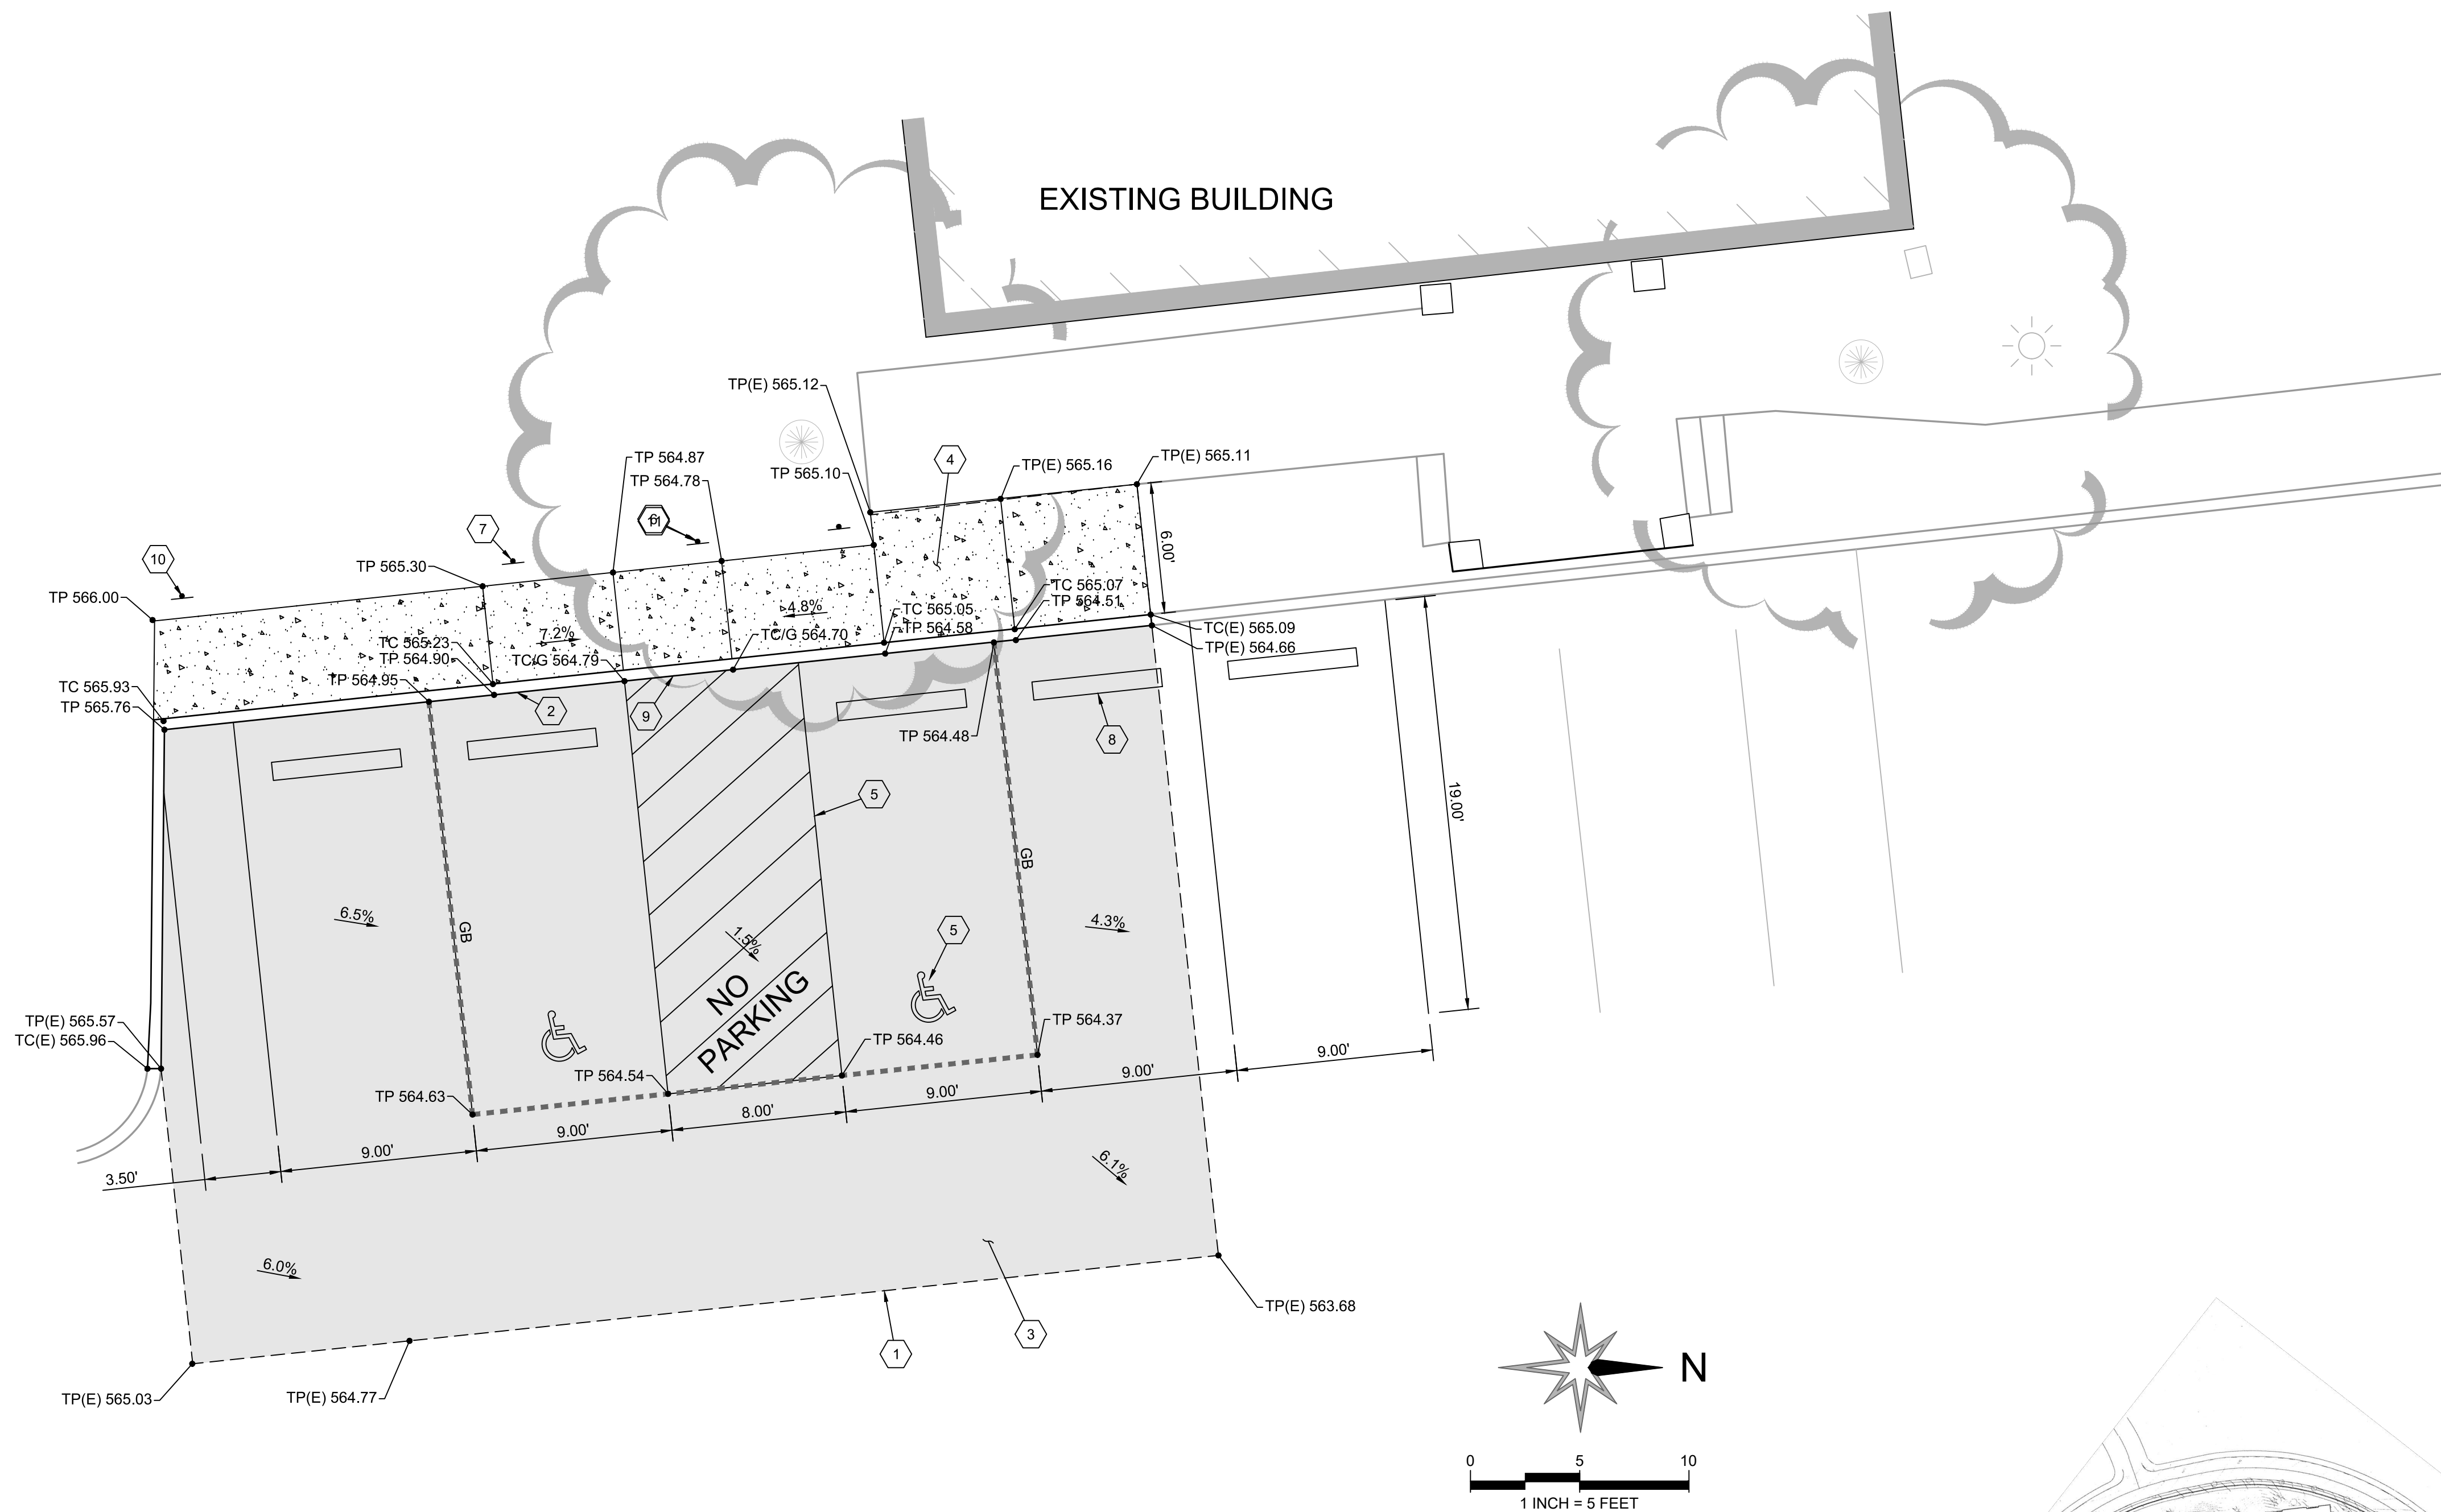 EXISTING BUILDING
TP(E) 565.12
TP 564.87
TP 564.78
TP 565.10
4
TP(E) 565.16
TP(E) 565.11
7
10
6.00'
TP 565.30
TP 566.00
4.8%
7.2%
TC 565.07
TP 564.51
TC 565.05
TP 564.58
TC 565.23
TP 564.90
TC/G 564.70
TC/G 564.79
TC(E) 565.09
TP(E) 564.66
TP 564.95
TC 565.93
TP 565.76
2
9
TP 564.48
8
5
19.00'
GB
6.5%
GB
1.5%
5
4.3%
NO
PARKING
TP(E) 565.57
TC(E) 565.96
TP 564.46
TP 564.37
TP 564.54
TP 564.63
3.50'
9.00'
9.00'
8.00'
9.00'
9.00'
9.00'
6.1%
6.0%
TP(E) 563.68
3
1
TP(E) 565.03
TP(E) 564.77
N
0 5 10
1 INCH = 5 FEET